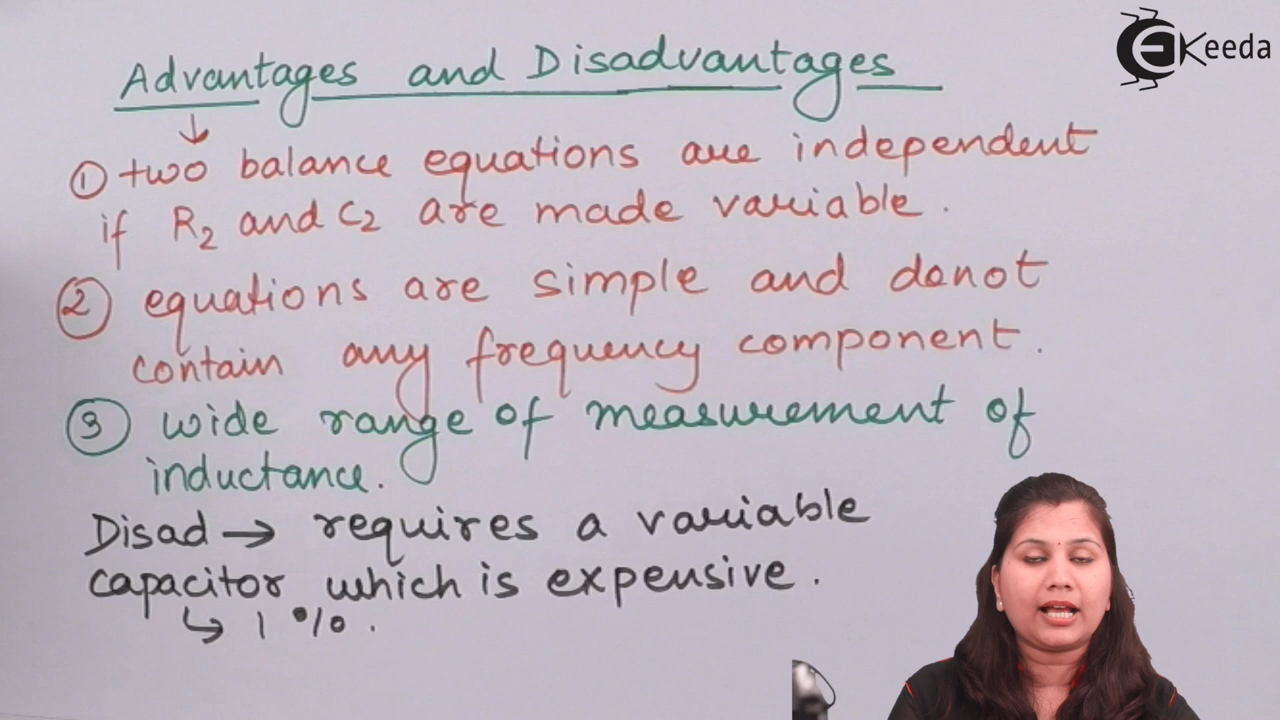 Ekeeda
Advantages and Disadvantages
↓
① two balance equations are independent
if R₂ and C₂ are made variable.
② equations are simple and donot
contain any frequency component.
③ wide range of measurement of
inductance.
Disad → requires a variable
capacitor which is expensive.
↳ 1 %.